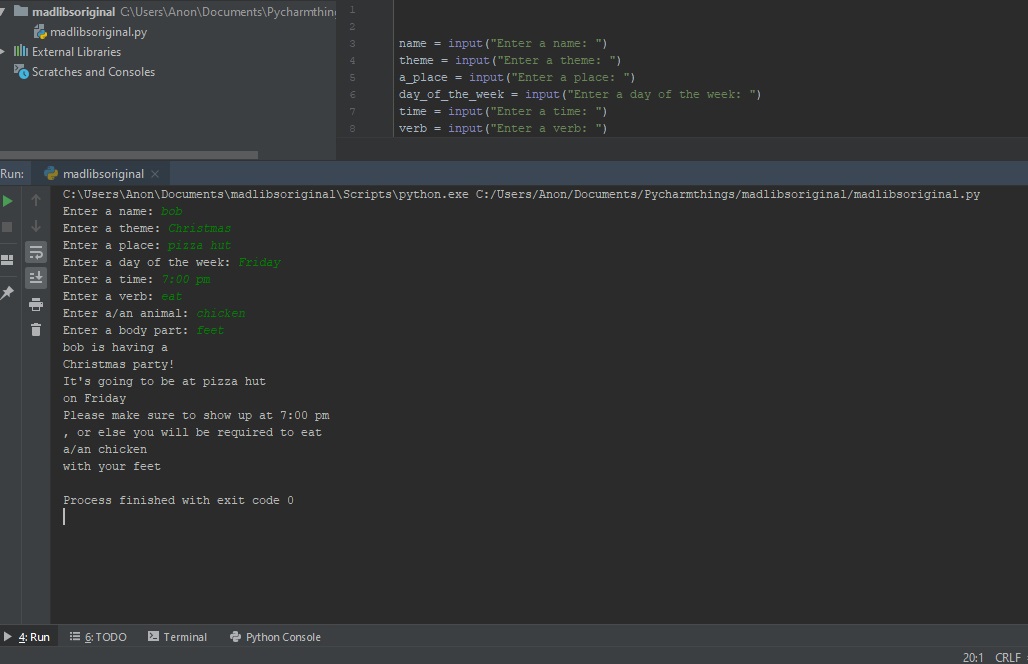 madlibsoriginal C:\Users\Anon\Documents\Pycharmthing
madlibsoriginal.py
External Libraries
Scratches and Consoles
1
2
3 name = input("Enter a name: ")
4 theme = input("Enter a theme: ")
5 a_place = input("Enter a place: ")
6 day_of_the_week = input("Enter a day of the week: ")
7 time = input("Enter a time: ")
8 verb = input("Enter a verb: ")
Run: madlibsoriginal
C:\Users\Anon\Documents\madlibsoriginal\Scripts\python.exe C:/Users/Anon/Documents/Pycharmthings/madlibsoriginal/madlibsoriginal.py
Enter a name: bob
Enter a theme: Christmas
Enter a place: pizza hut
Enter a day of the week: Friday
Enter a time: 7:00 pm
Enter a verb: eat
Enter a/an animal: chicken
Enter a body part: feet
bob is having a
Christmas party!
It's going to be at pizza hut
on Friday
Please make sure to show up at 7:00 pm
, or else you will be required to eat
a/an chicken
with your feet
Process finished with exit code 0
4: Run 6: TODO Terminal Python Console
20:1 CRLF